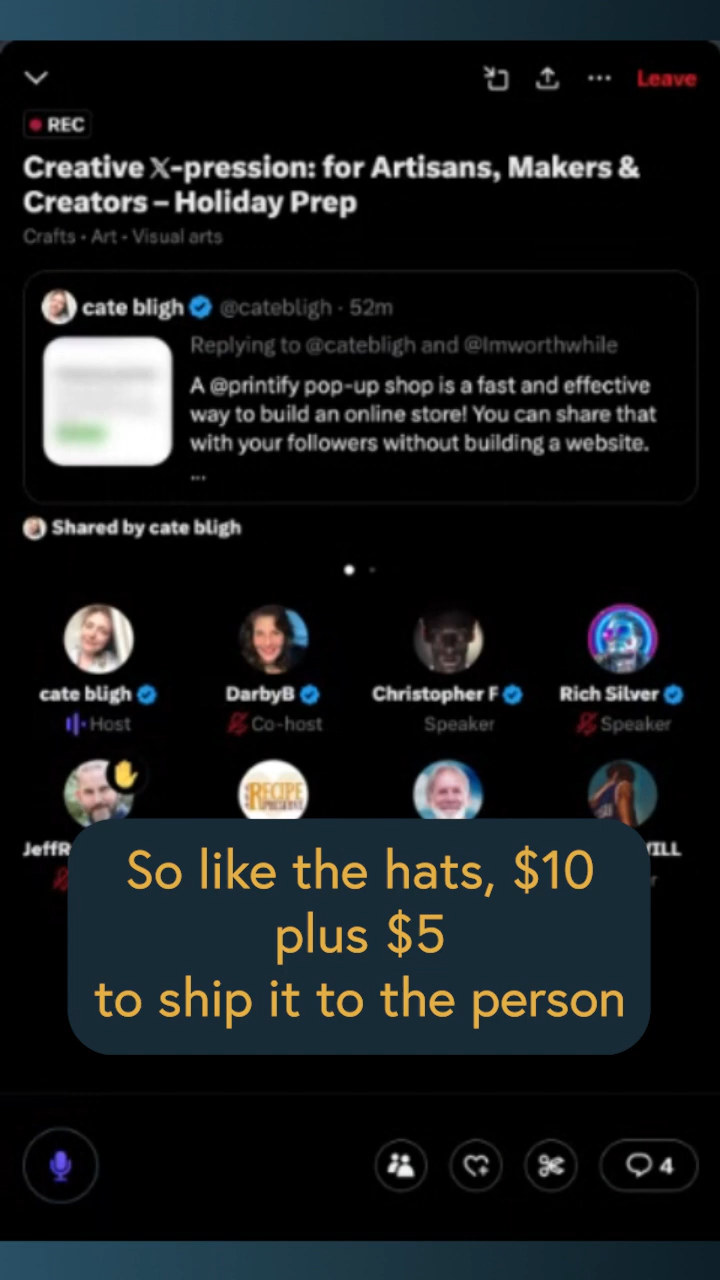 Leave
REC
Creative 𝕏-pression: for Artisans, Makers &
Creators – Holiday Prep
Crafts • Art • Visual arts
cate bligh @catebligh · 52m
Replying to @catebligh and @Imworthwhile
A @printify pop-up shop is a fast and effective
way to build an online store! You can share that
with your followers without building a website.
...
Shared by cate bligh
cate bligh DarbyB Christopher F Rich Silver
Host Co-host Speaker Speaker
RECIPE
JeffR ILL
So like the hats, $10
plus $5
to ship it to the person
4